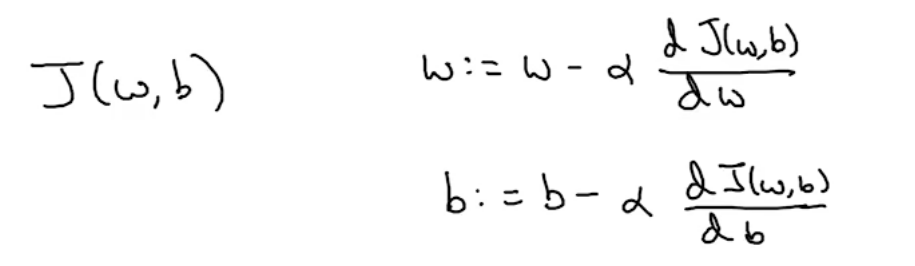 J(w,b)
w := w - α dJ(w,b)/dw
b := b - α dJ(w,b)/db